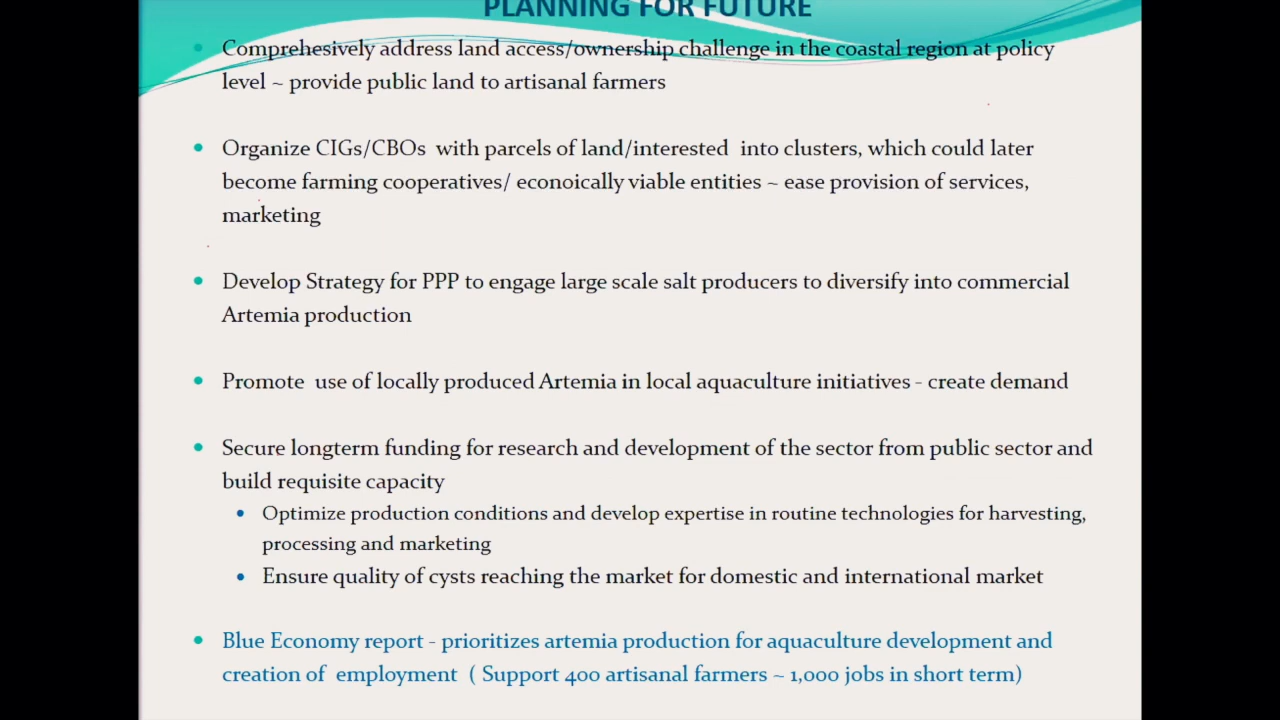 PLANNING FOR FUTURE
• Comprehesively address land access/ownership challenge in the coastal region at policy
level ~ provide public land to artisanal farmers
• Organize CIGs/CBOs with parcels of land/interested into clusters, which could later
become farming cooperatives/ econoically viable entities ~ ease provision of services,
marketing
• Develop Strategy for PPP to engage large scale salt producers to diversify into commercial
Artemia production
• Promote use of locally produced Artemia in local aquaculture initiatives - create demand
• Secure longterm funding for research and development of the sector from public sector and
build requisite capacity
• Optimize production conditions and develop expertise in routine technologies for harvesting,
processing and marketing
• Ensure quality of cysts reaching the market for domestic and international market
• Blue Economy report - prioritizes artemia production for aquaculture development and
creation of employment ( Support 400 artisanal farmers ~ 1,000 jobs in short term)